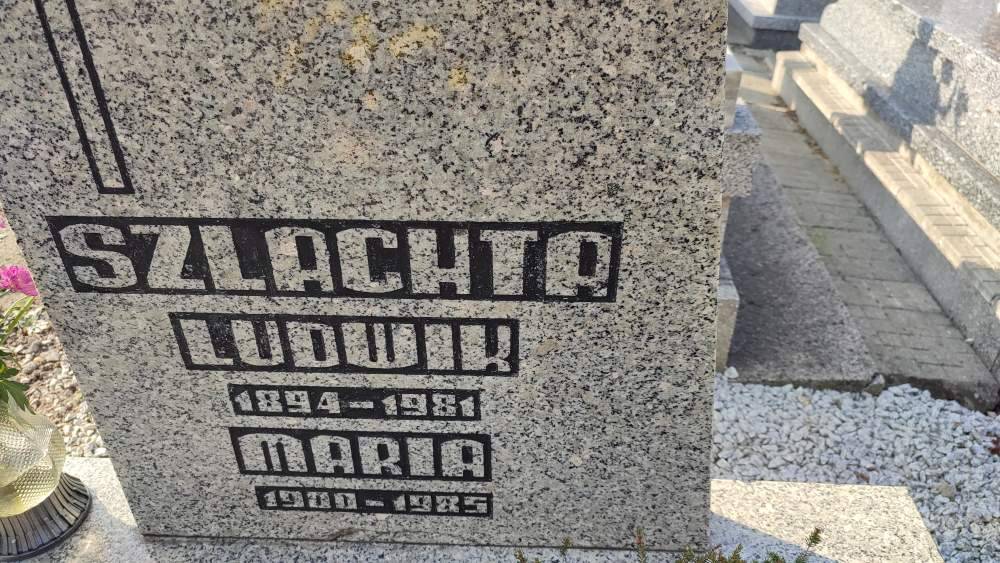 SZLACHTA
LUDWIK
1894-1981
MARIA
1900-1985